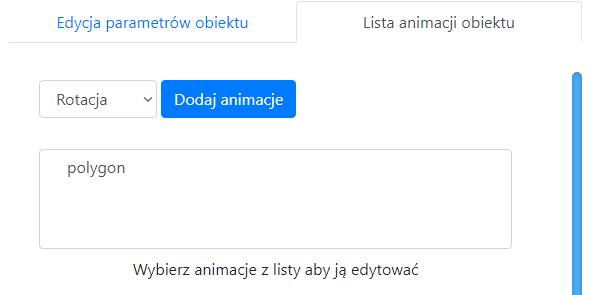 Edycja parametrów obiektu
Lista animacji obiektu
Rotacja
Dodaj animacje
polygon
Wybierz animacje z listy aby ją edytować